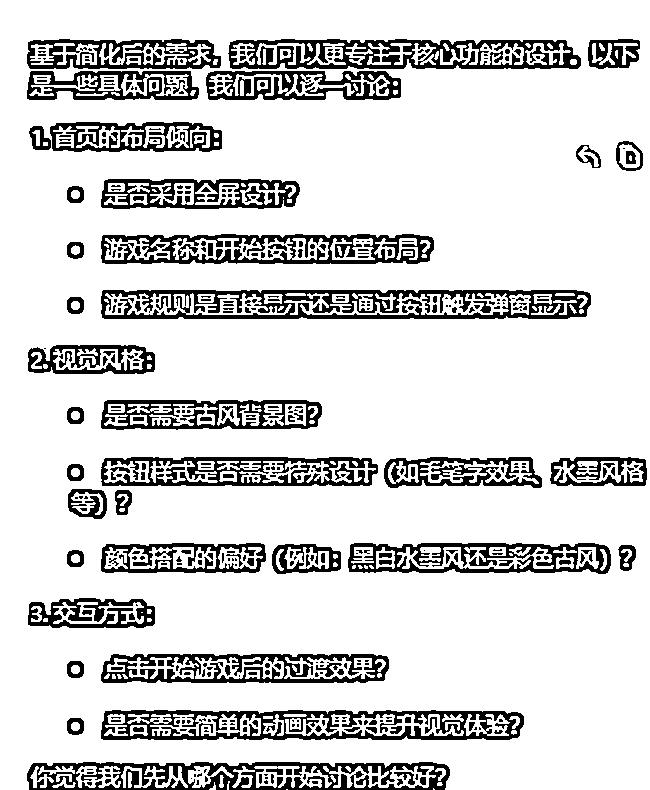 基于简化后的需求，我们可以更专注于核心功能的设计。以下
是一些具体问题，我们可以逐一讨论：
1. 首页的布局倾向：
是否采用全屏设计？
游戏名称和开始按钮的位置布局？
游戏规则是直接显示还是通过按钮触发弹窗显示？
2. 视觉风格：
是否需要古风背景图？
按钮样式是否需要特殊设计（如毛笔字效果、水墨风格
等）？
颜色搭配的偏好（例如：黑白水墨风还是彩色古风）？
3. 交互方式：
点击开始游戏后的过渡效果？
是否需要简单的动画效果来提升视觉体验？
你觉得我们先从哪个方面开始讨论比较好？